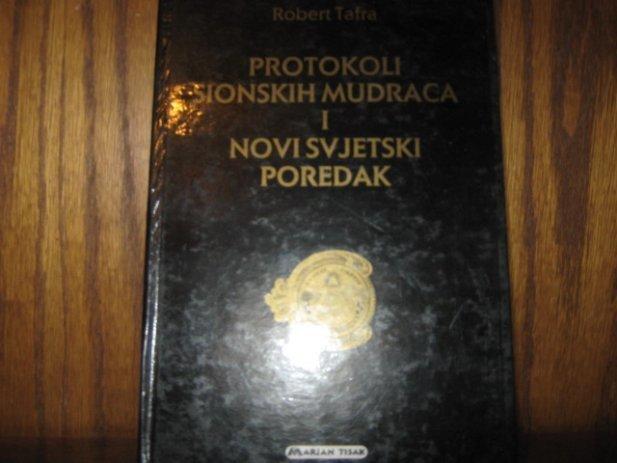 Robert Tafra
PROTOKOLI
SIONSKIH MUDRACA
I
NOVI SVJETSKI
POREDAK
MARJAN TISAK